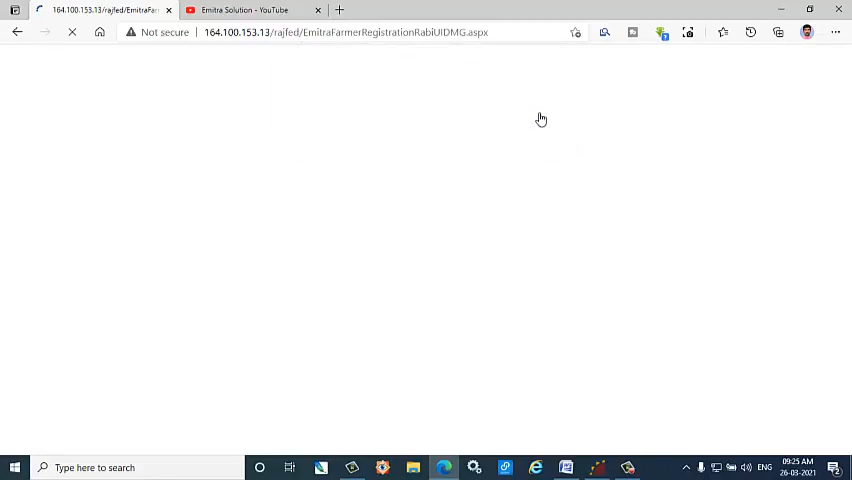 164.100.153.13/rajfed/EmitraFar
Emitra Solution - YouTube
Not secure
164.100.153.13/rajfed/EmitraFarmerRegistrationRabiUIDMG.aspx
Type here to search
ENG
09:25 AM
26-03-2021
2